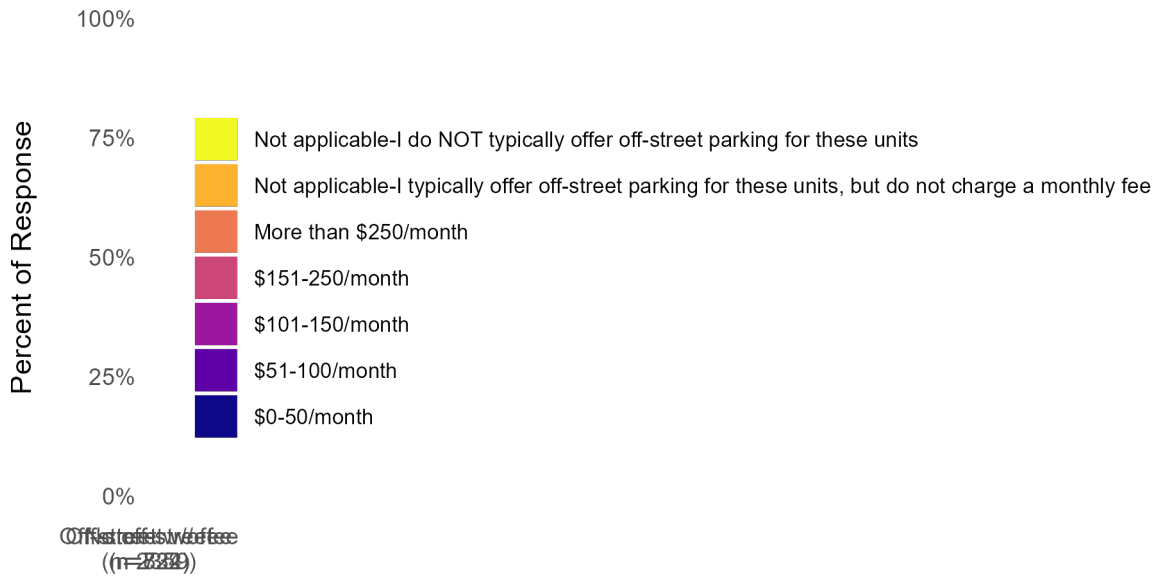 100%
75%
50%
25%
0%
Percent of Response
Not applicable-I do NOT typically offer off-street parking for these units
Not applicable-I typically offer off-street parking for these units, but do not charge a monthly fee
More than $250/month
$151-250/month
$101-150/month
$51-100/month
$0-50/month